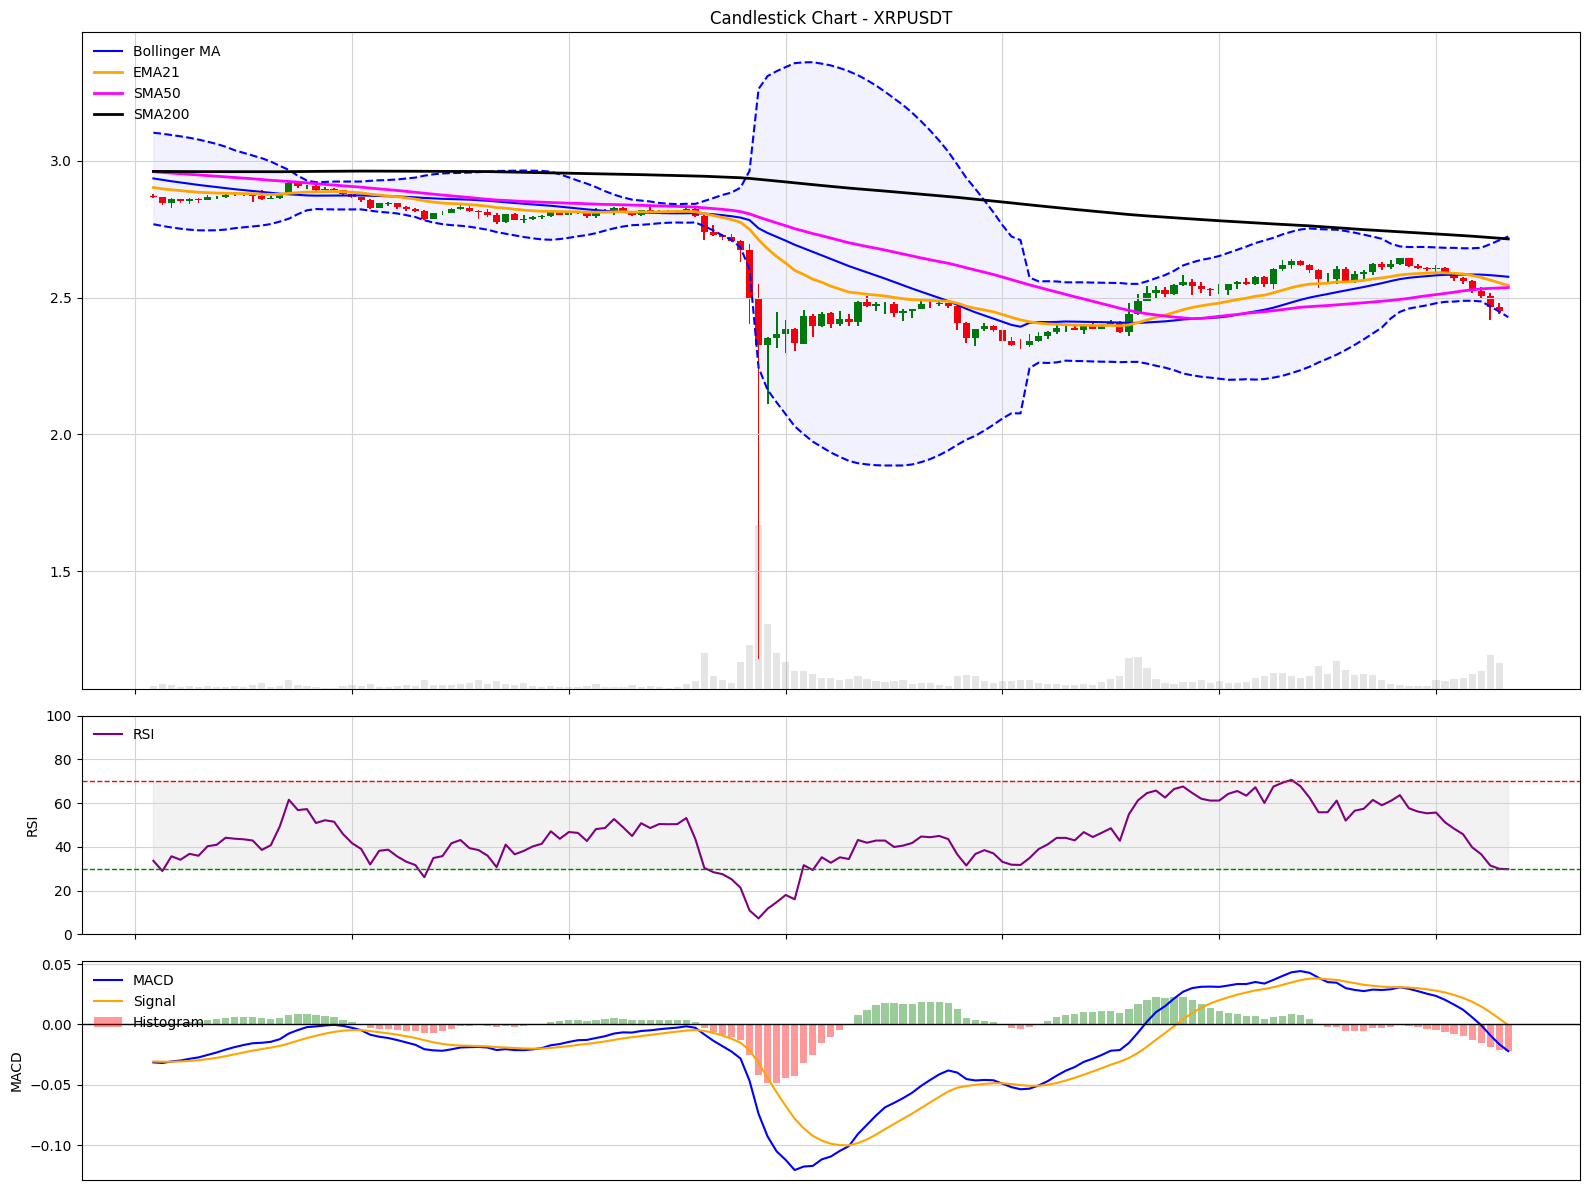 Candlestick Chart - XRPUSDT
Bollinger MA
EMA21
SMA50
SMA200
3.0
2.5
2.0
1.5
100
RSI
80
60
RSI
40
20
0
0.05
MACD
Signal
0.00
Histogram
MACD
−0.05
−0.10